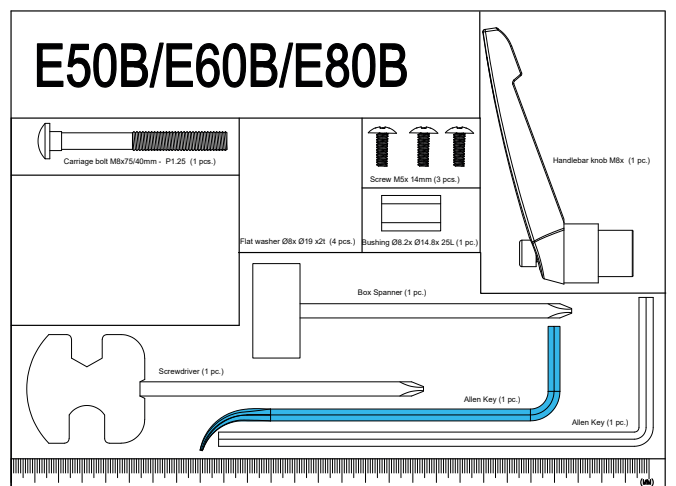 E50B/E60B/E80B
Carriage bolt M8x75/40mm - P1.25 (1 pcs.)
Screw M5x 14mm (3 pcs.)
Handlebar knob M8x (1 pc.)
Flat washer Ø8x Ø19 x2t (4 pcs.)
Bushing Ø8.2x Ø14.8x 25L (1 pc.)
Box Spanner (1 pc.)
Screwdriver (1 pc.)
Allen Key (1 pc.)
Allen Key (1 pc.)
(MM)